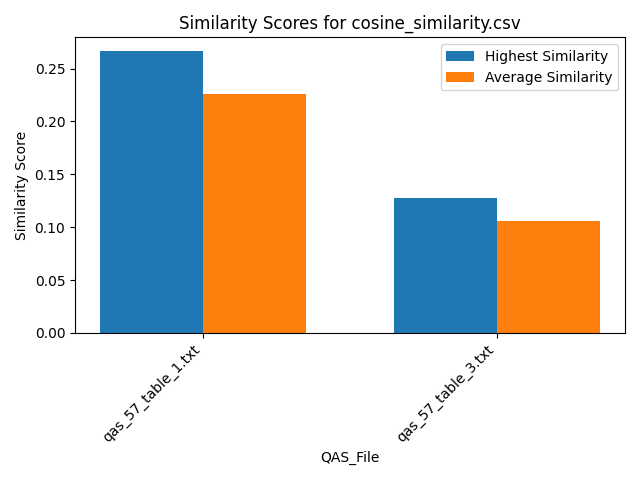 Similarity Scores for cosine_similarity.csv
Highest Similarity
Average Similarity
Similarity Score
0.25
0.20
0.15
0.10
0.05
0.00
qas_57_table_1.txt
qas_57_table_3.txt
QAS_File